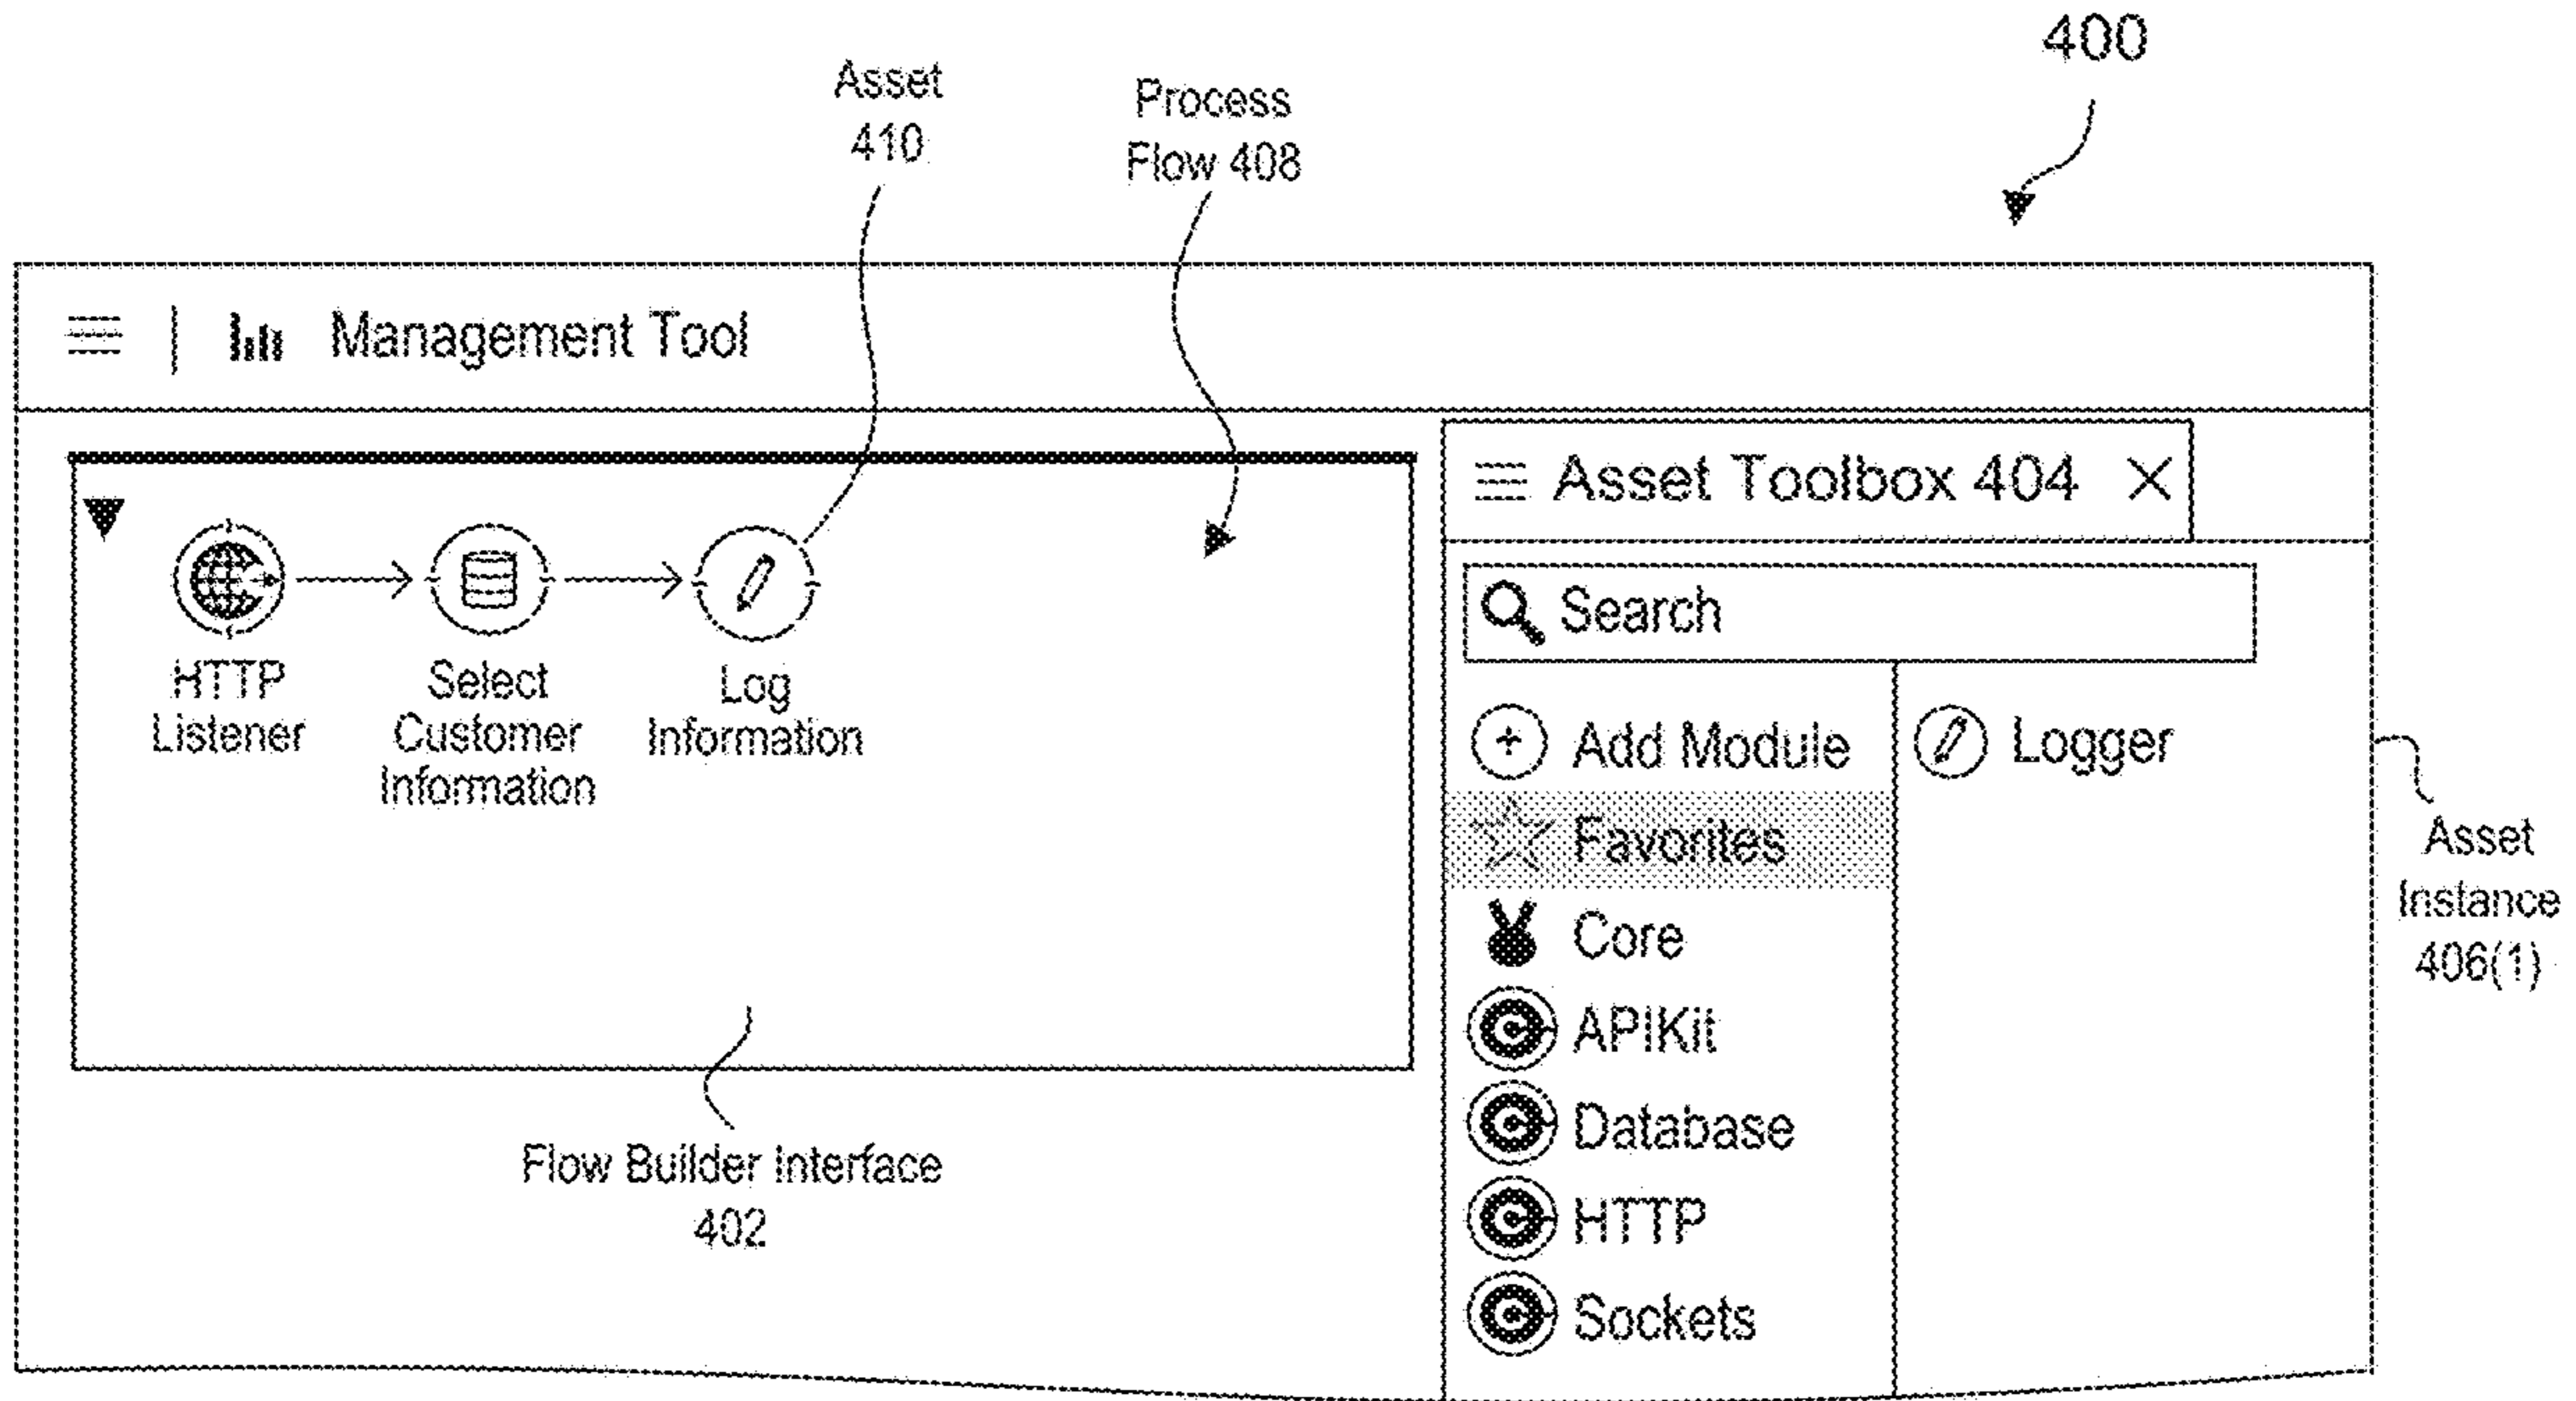 400
Asset
410
Process
Flow 408
Management Tool
Asset Toolbox 404
Search
HTTP
Listener
Select
Customer
Information
Log
Information
Add Module
Logger
Favorites
Core
APIKit
Database
HTTP
Sockets
Asset
Instance
406(1)
Flow Builder Interface
402